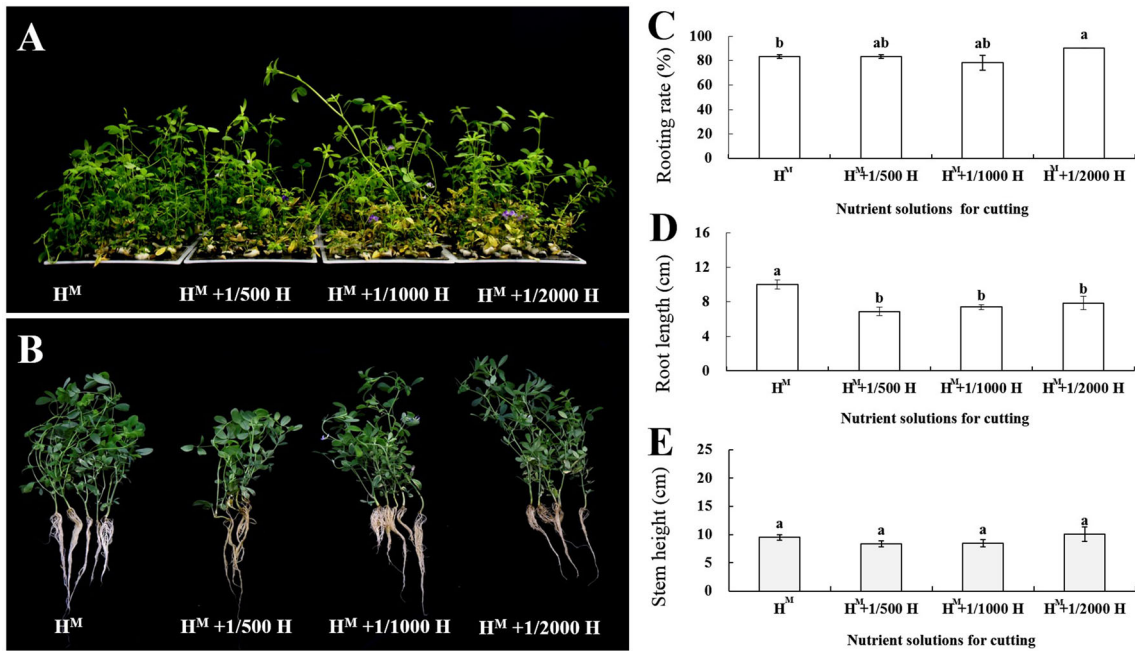 A
H^M H^M +1/500 H H^M +1/1000 H H^M +1/2000 H
B
H^M H^M +1/500 H H^M +1/1000 H H^M +1/2000 H
C
Rooting rate (%)
100
80
60
40
20
0
b ab ab a
H^M H^M+1/500 H H^M+1/1000 H H^M+1/2000 H
Nutrient solutions for cutting
D
Root length (cm)
16
12
8
4
0
a b b b
H^M H^M+1/500 H H^M+1/1000 H H^M+1/2000 H
Nutrient solutions for cutting
E
Stem height (cm)
25
20
15
10
5
0
a a a a
H^M H^M+1/500 H H^M+1/1000 H H^M+1/2000 H
Nutrient solutions for cutting